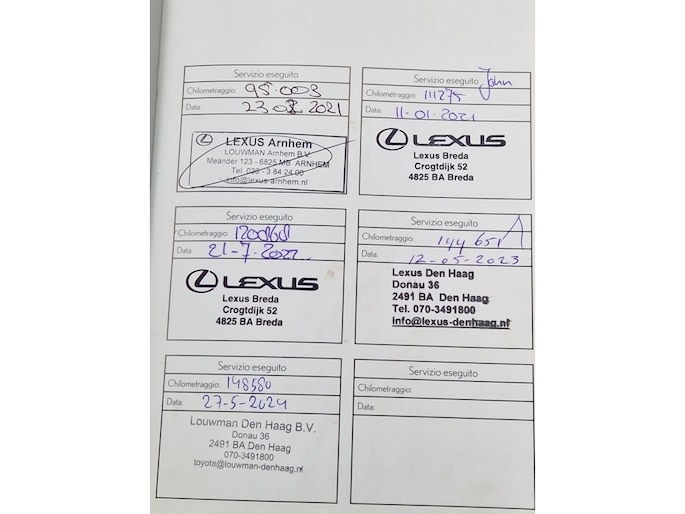 Servizio eseguito
Chilometraggio: 95.003
Data: 23 2021
LEXUS Arnhem
LOUWMAN Arnhem B.V.
Meander 123 - 6825 MB ARNHEM
Tel. 026 - 3 84 24 00
info@lexus-arnhem.nl
Servizio eseguito
John
Chilometraggio: 111275
Data: 11-01-2021
LEXUS
Lexus Breda
Crogtdijk 52
4825 BA Breda
Servizio eseguito
Chilometraggio:
Data: 21-7-2022
LEXUS
Lexus Breda
Crogtdijk 52
4825 BA Breda
Servizio eseguito
Chilometraggio: 144 651
Data: 12-05-2023
Lexus Den Haag
Donau 36
2491 BA Den Haag
Tel. 070-3491800
info@lexus-denhaag.nl
Servizio eseguito
Chilometraggio: 148580
Data: 27-5-2024
Louwman Den Haag B.V.
Donau 36
2491 BA Den Haag
070-3491800
toyota@louwman-denhaag.nl
Servizio eseguito
Chilometraggio:
Data: